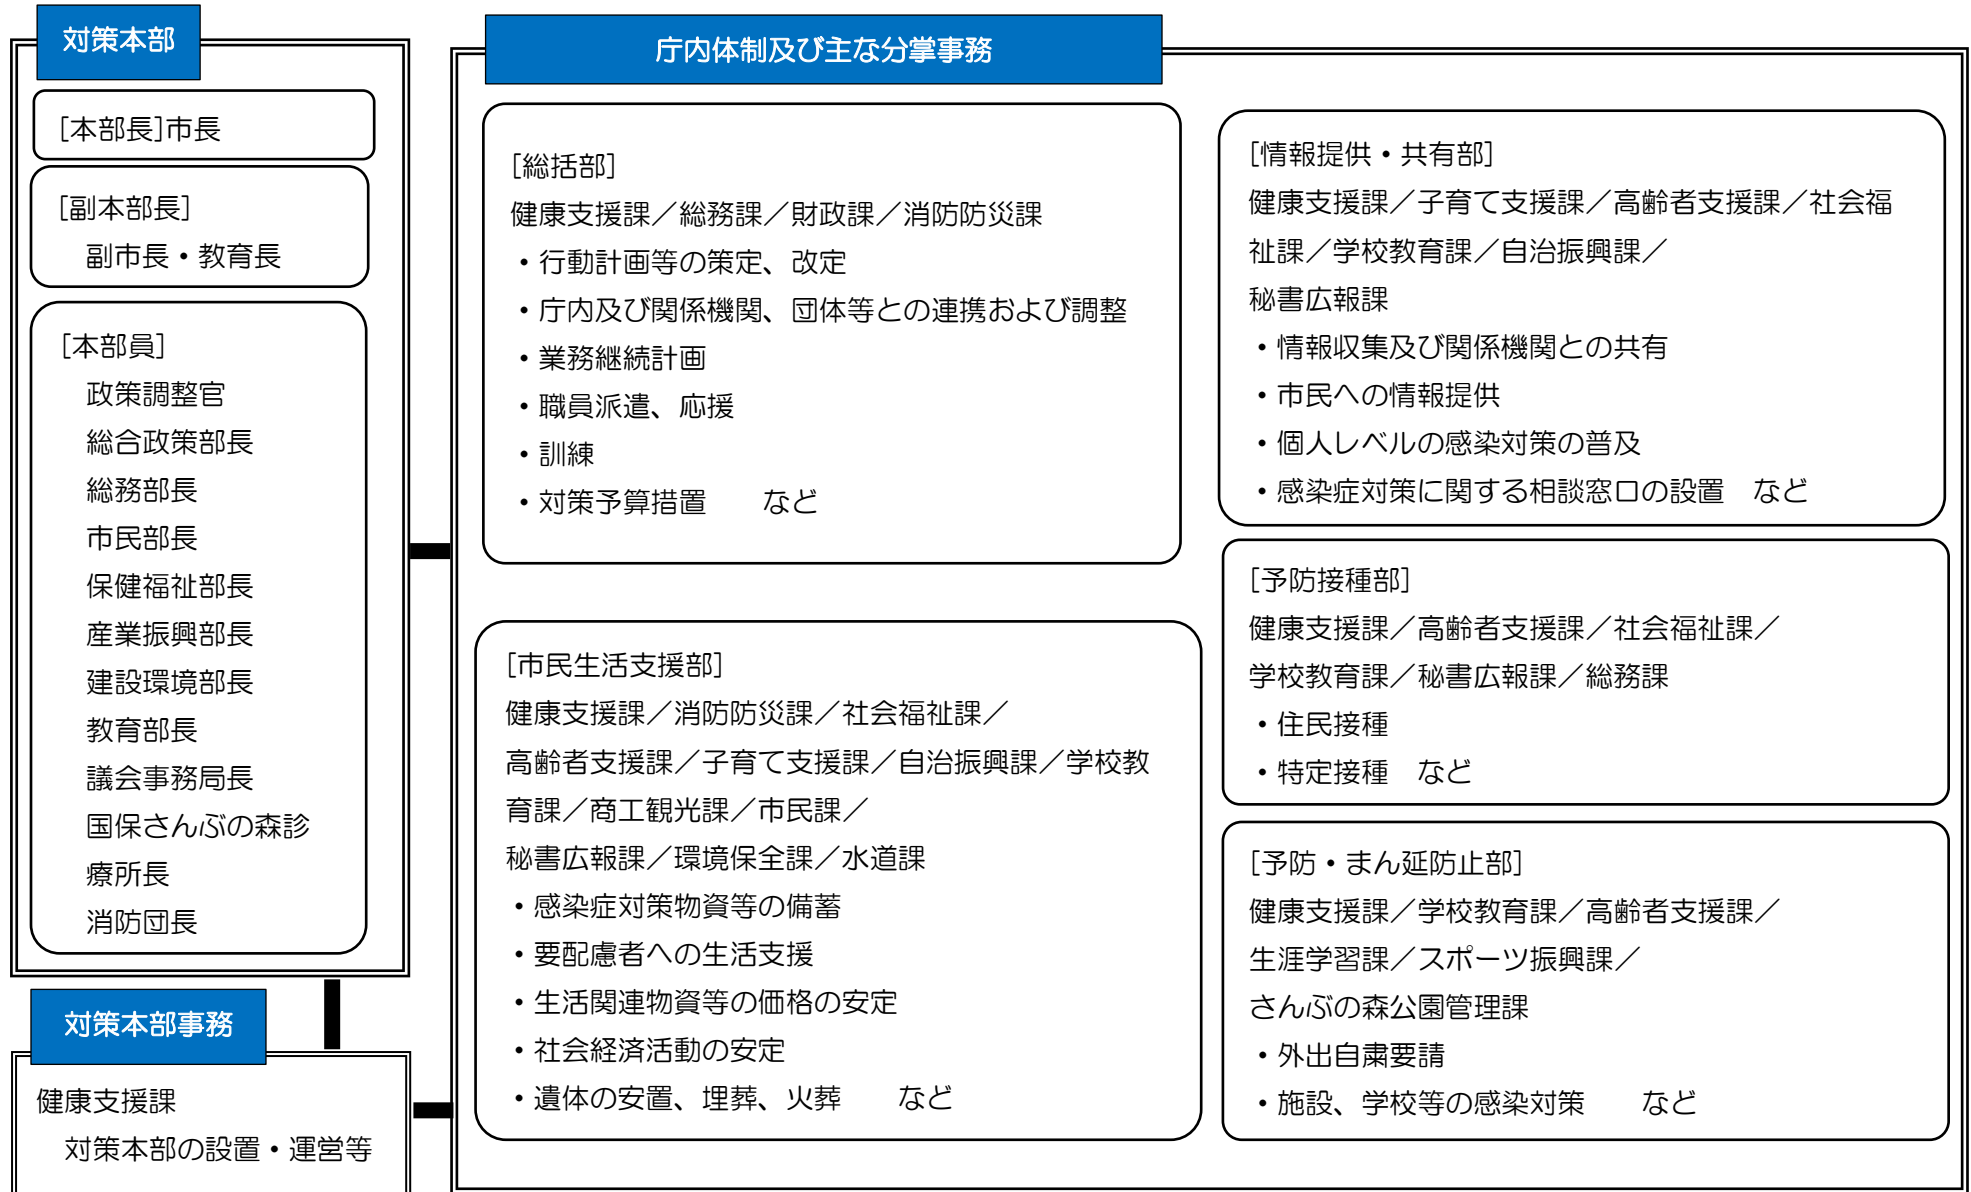 対策本部
[本部長]市長
[副本部長]
副市長・教育長
[本部員]
政策調整官
総合政策部長
総務部長
市民部長
保健福祉部長
産業振興部長
建設環境部長
教育部長
議会事務局長
国保さんぶの森診
療所長
消防団長
対策本部事務
健康支援課
対策本部の設置・運営等
庁内体制及び主な分掌事務
[総括部]
健康支援課／総務課／財政課／消防防災課
・行動計画等の策定、改定
・庁内及び関係機関、団体等との連携および調整
・業務継続計画
・職員派遣、応援
・訓練
・対策予算措置　　など
[市民生活支援部]
健康支援課／消防防災課／社会福祉課／
高齢者支援課／子育て支援課／自治振興課／学校教
育課／商工観光課／市民課／
秘書広報課／環境保全課／水道課
・感染症対策物資等の備蓄
・要配慮者への生活支援
・生活関連物資等の価格の安定
・社会経済活動の安定
・遺体の安置、埋葬、火葬　　など
[情報提供・共有部]
健康支援課／子育て支援課／高齢者支援課／社会福
祉課／学校教育課／自治振興課／
秘書広報課
・情報収集及び関係機関との共有
・市民への情報提供
・個人レベルの感染対策の普及
・感染症対策に関する相談窓口の設置　など
[予防接種部]
健康支援課／高齢者支援課／社会福祉課／
学校教育課／秘書広報課／総務課
・住民接種
・特定接種　など
[予防・まん延防止部]
健康支援課／学校教育課／高齢者支援課／
生涯学習課／スポーツ振興課／
さんぶの森公園管理課
・外出自粛要請
・施設、学校等の感染対策　　など